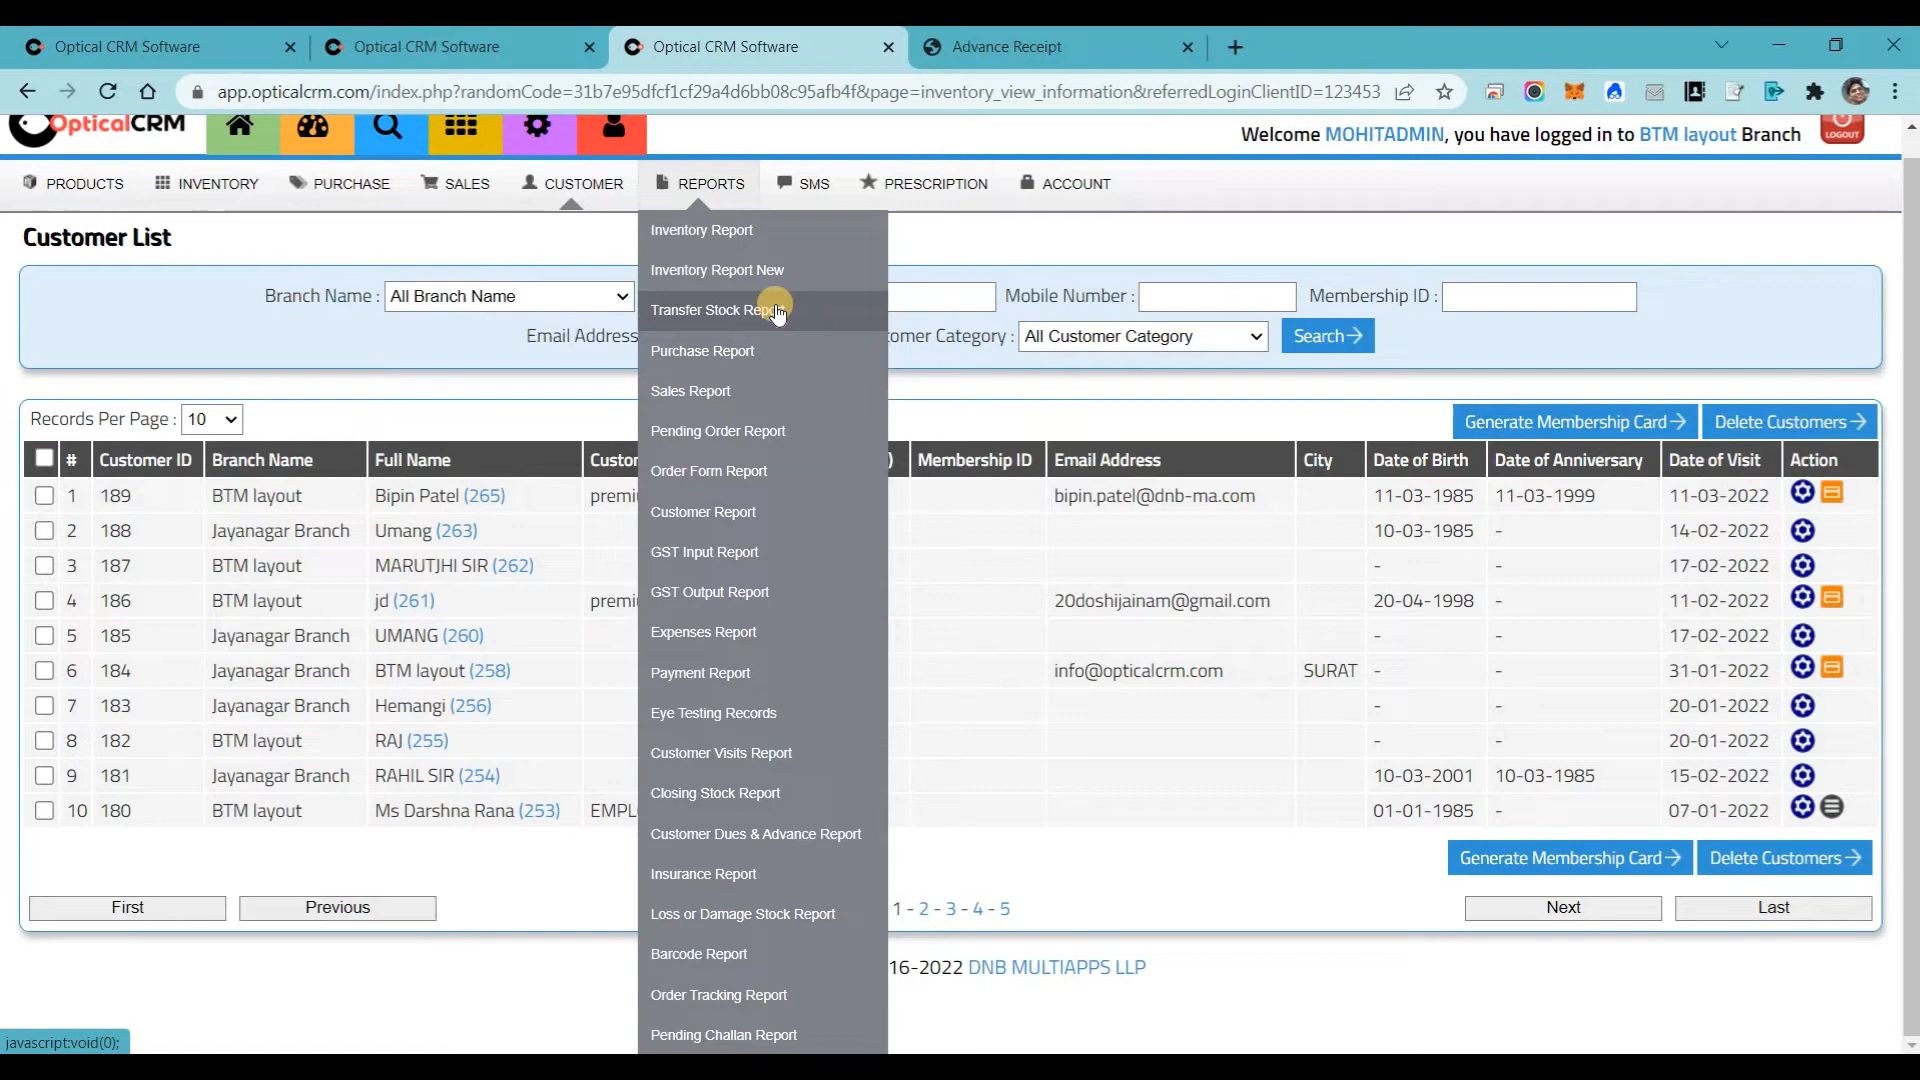 Optical CRM Software
Optical CRM Software
Optical CRM Software
Advance Receipt
app.opticalcrm.com/index.php?randomCode=31b7e95dfcf1cf29a4d6bb08c95afb4f&page=inventory_view_information&referredLoginClientID=123453
OpticalCRM
Welcome MOHITADMIN, you have logged in to BTM layout Branch
LOGOUT
PRODUCTS INVENTORY PURCHASE SALES CUSTOMER REPORTS SMS PRESCRIPTION ACCOUNT
Customer List
Branch Name : All Branch Name Mobile Number : Membership ID :
Email Address omer Category : All Customer Category Search
Inventory Report
Inventory Report New
Transfer Stock Report
Purchase Report
Sales Report
Pending Order Report
Order Form Report
Customer Report
GST Input Report
GST Output Report
Expenses Report
Payment Report
Eye Testing Records
Customer Visits Report
Closing Stock Report
Customer Dues & Advance Report
Insurance Report
Loss or Damage Stock Report
Barcode Report
Order Tracking Report
Pending Challan Report
Records Per Page : 10 Generate Membership Card Delete Customers
# Customer ID Branch Name Full Name Custor ) Membership ID Email Address City Date of Birth Date of Anniversary Date of Visit Action
1 189 BTM layout Bipin Patel (265) premi bipin.patel@dnb-ma.com 11-03-1985 11-03-1999 11-03-2022
2 188 Jayanagar Branch Umang (263) 10-03-1985 - 14-02-2022
3 187 BTM layout MARUTJHI SIR (262) - - 17-02-2022
4 186 BTM layout jd (261) premi 20doshijainam@gmail.com 20-04-1998 - 11-02-2022
5 185 Jayanagar Branch UMANG (260) - - 17-02-2022
6 184 Jayanagar Branch BTM layout (258) info@opticalcrm.com SURAT - - 31-01-2022
7 183 Jayanagar Branch Hemangi (256) - - 20-01-2022
8 182 BTM layout RAJ (255) - - 20-01-2022
9 181 Jayanagar Branch RAHIL SIR (254) 10-03-2001 10-03-1985 15-02-2022
10 180 BTM layout Ms Darshna Rana (253) EMPL 01-01-1985 - 07-01-2022
Generate Membership Card Delete Customers
First Previous 1 - 2 - 3 - 4 - 5 Next Last
16-2022 DNB MULTIAPPS LLP
javascript:void(0);